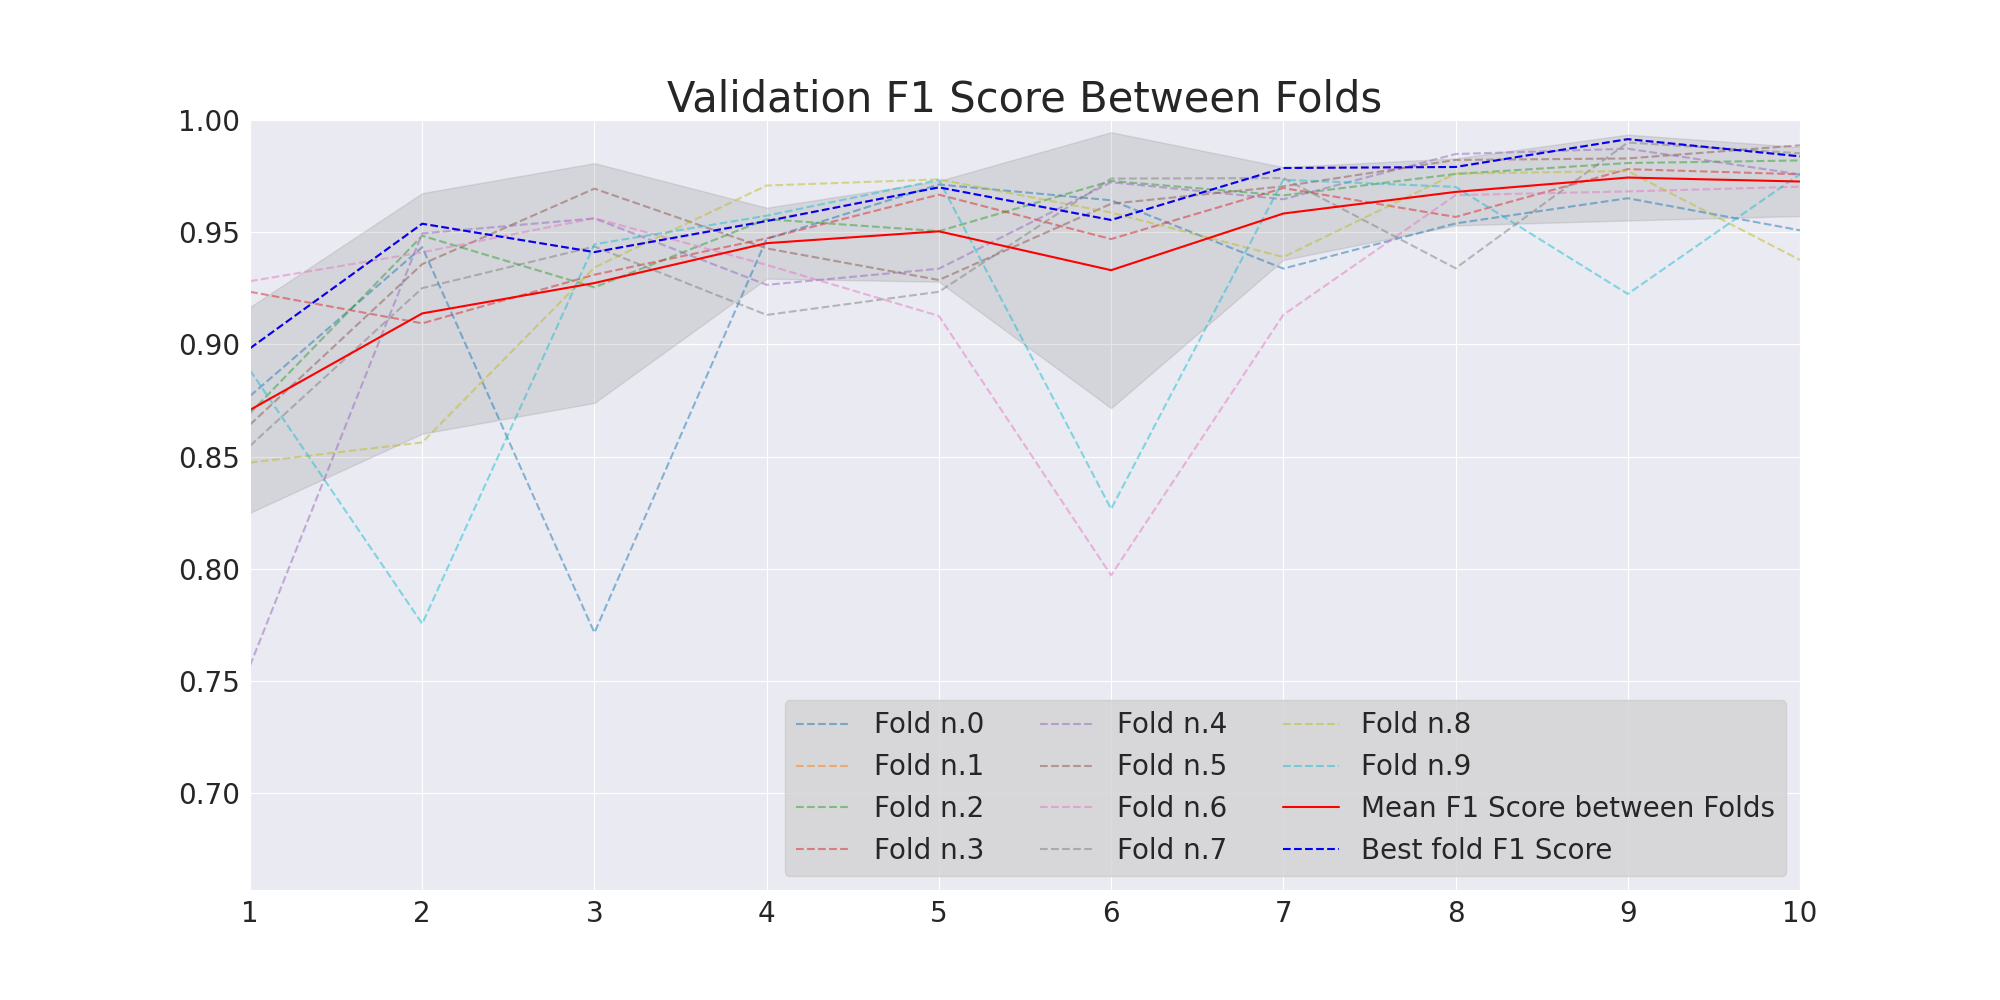 Validation F1 Score Between Folds
1.00
0.95
0.90
0.85
0.80
0.75
0.70
1 2 3 4 5 6 7 8 9 10
Fold n.0
Fold n.1
Fold n.2
Fold n.3
Fold n.4
Fold n.5
Fold n.6
Fold n.7
Fold n.8
Fold n.9
Mean F1 Score between Folds
Best fold F1 Score